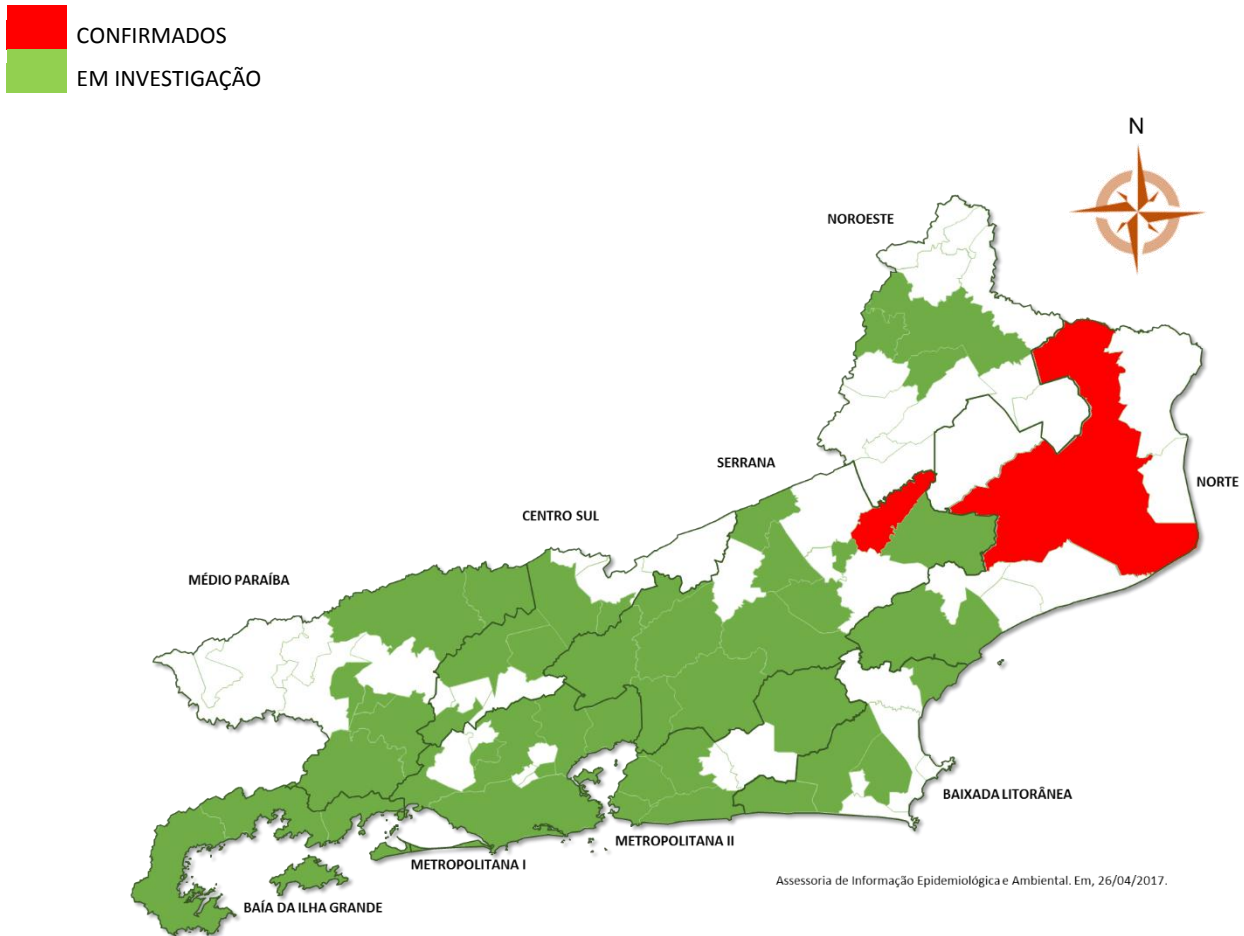 CONFIRMADOS
EM INVESTIGAÇÃO
N
NOROESTE
SERRANA
NORTE
CENTRO SUL
MÉDIO PARAÍBA
BAIXADA LITORÂNEA
METROPOLITANA II
METROPOLITANA I
BAÍA DA ILHA GRANDE
Assessoria de Informação Epidemiológica e Ambiental. Em, 26/04/2017.